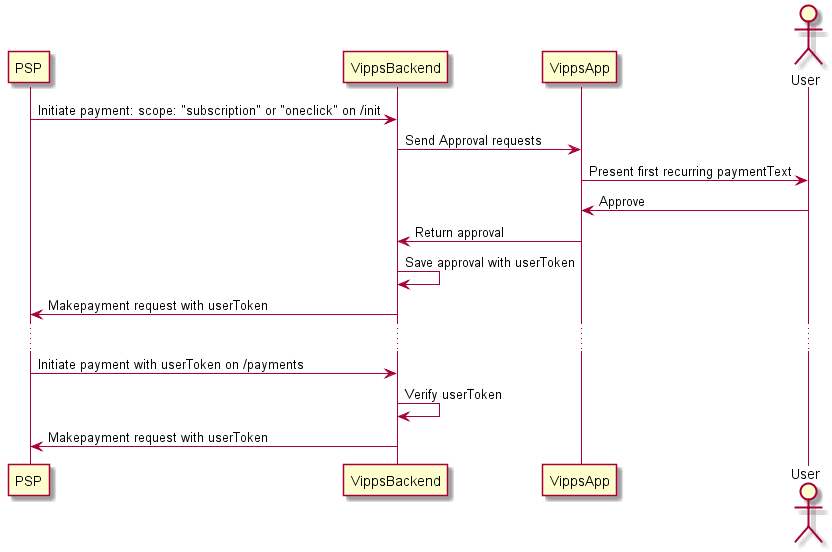 User
PSP
VippsBackend
VippsApp
Initiate payment: scope: "subscription" or "oneclick" on /init
Send Approval requests
Present first recurring paymentText
Approve
Return approval
Save approval with userToken
Makepayment request with userToken
Initiate payment with userToken on /payments
Verify userToken
Makepayment request with userToken
User
PSP
VippsBackend
VippsApp